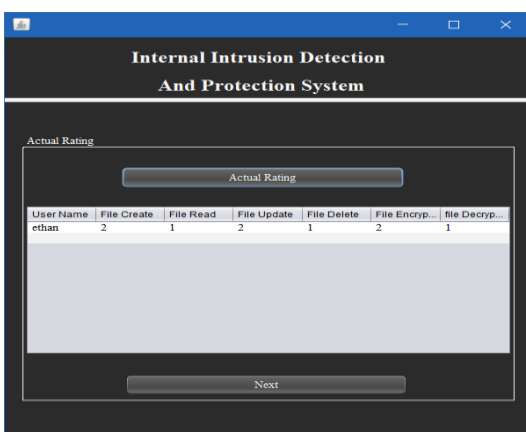 Internal Intrusion Detection
And Protection System
Actual Rating
Actual Rating
User Name File Create File Read File Update File Delete File Encryp... file Decryp...
ethan 2 1 2 1 2 1
Next